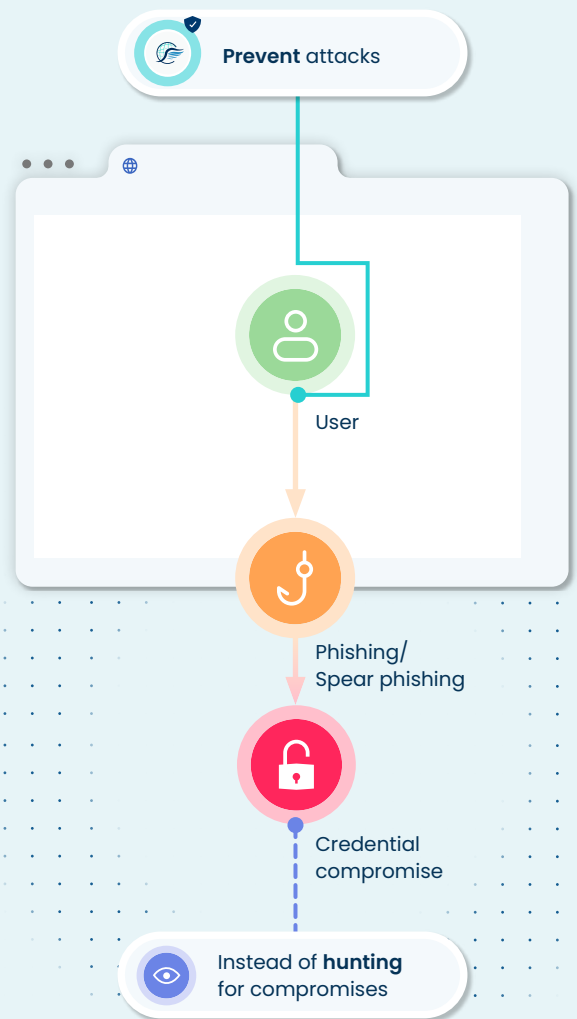 Prevent attacks
User
Phishing/
Spear phishing
Credential
compromise
Instead of hunting
for compromises